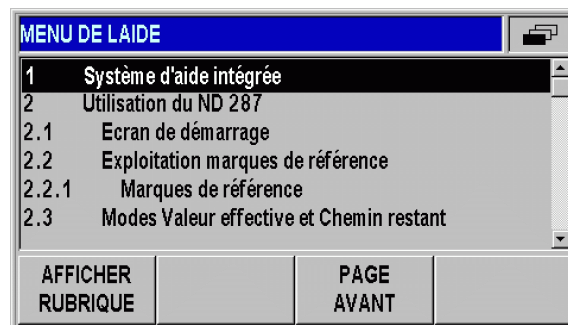 MENU DE LAIDE
1 Système d'aide intégrée
2 Utilisation du ND 287
2.1 Ecran de démarrage
2.2 Exploitation marques de référence
2.2.1 Marques de référence
2.3 Modes Valeur effective et Chemin restant
AFFICHER
RUBRIQUE
PAGE
AVANT